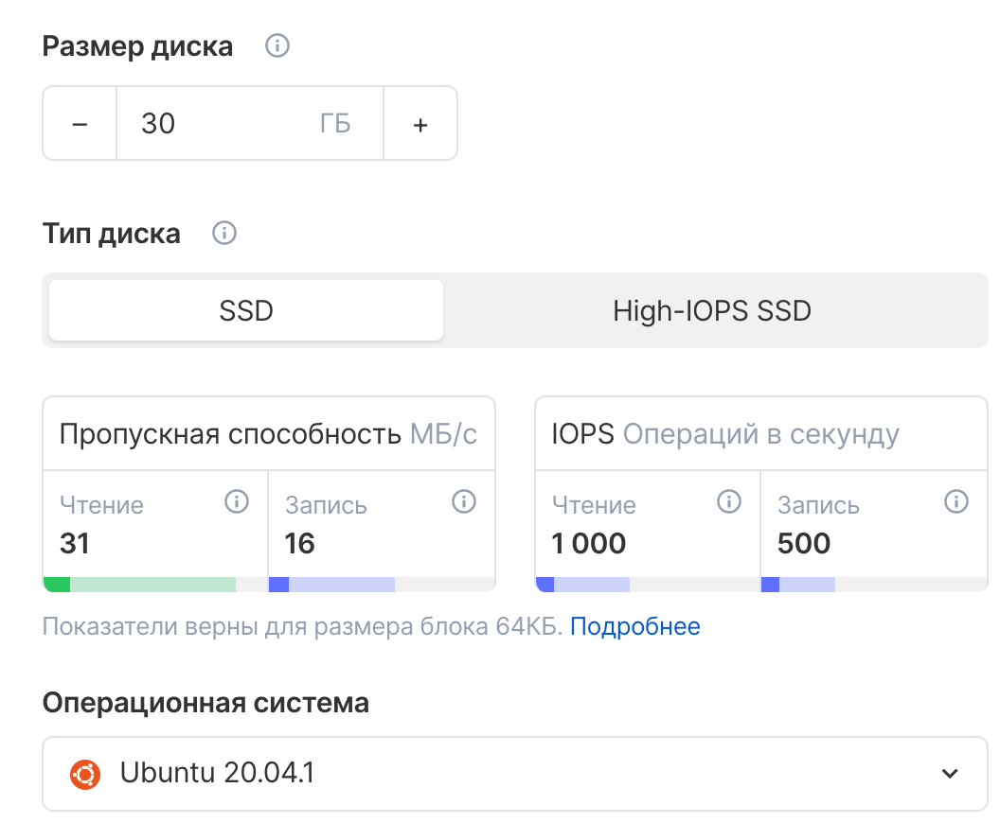 Размер диска
− 30 ГБ +
Тип диска
SSD High-IOPS SSD
Пропускная способность МБ/с
Чтение Запись
31 16
IOPS Операций в секунду
Чтение Запись
1 000 500
Показатели верны для размера блока 64КБ. Подробнее
Операционная система
Ubuntu 20.04.1